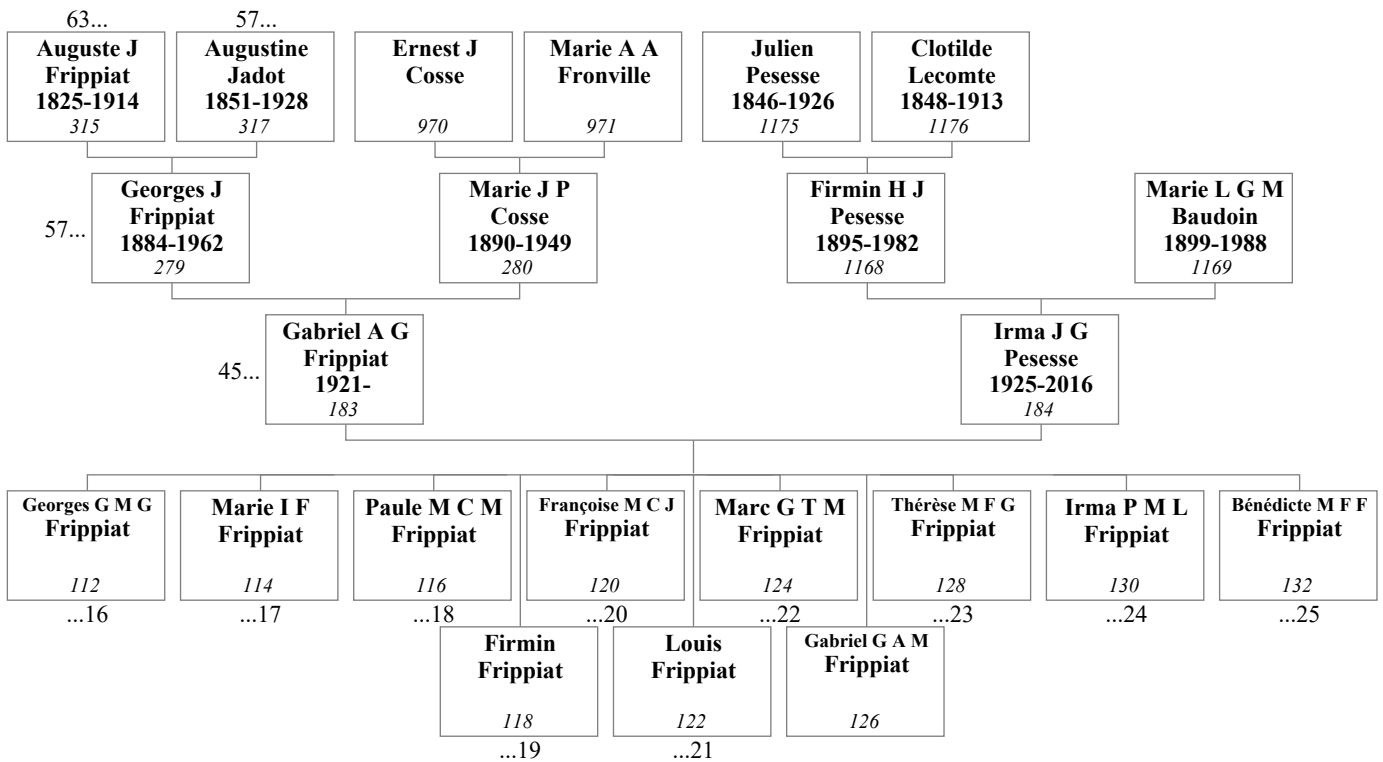 63...
57...
Auguste J
Frippiat
1825-1914
315
Augustine
Jadot
1851-1928
317
Ernest J
Cosse
970
Marie A A
Fronville
971
Julien
Pesesse
1846-1926
1175
Clotilde
Lecomte
1848-1913
1176
57...
Georges J
Frippiat
1884-1962
279
Marie J P
Cosse
1890-1949
280
Firmin H J
Pesesse
1895-1982
1168
Marie L G M
Baudoin
1899-1988
1169
45...
Gabriel A G
Frippiat
1921-
183
Irma J G
Pesesse
1925-2016
184
Georges G M G
Frippiat
112
...16
Marie I F
Frippiat
114
...17
Paule M C M
Frippiat
116
...18
Françoise M C J
Frippiat
120
...20
Marc G T M
Frippiat
124
...22
Thérèse M F G
Frippiat
128
...23
Irma P M L
Frippiat
130
...24
Bénédicte M F F
Frippiat
132
...25
Firmin
Frippiat
118
...19
Louis
Frippiat
122
...21
Gabriel G A M
Frippiat
126